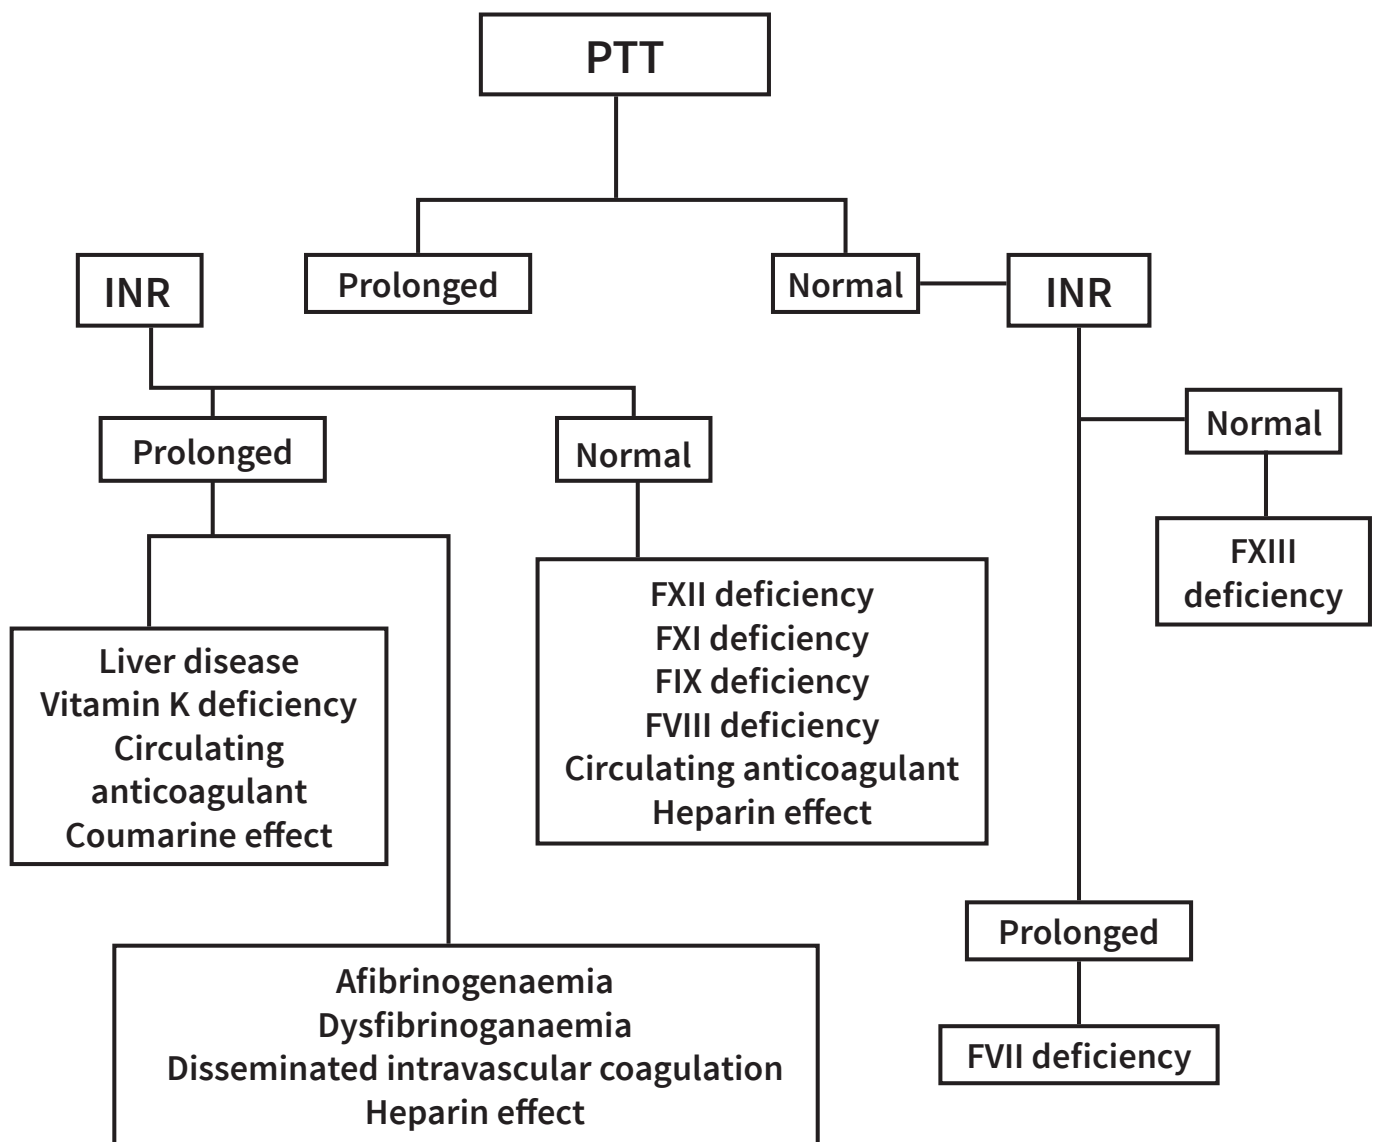 PTT
INR
Prolonged
Normal
INR
Prolonged
Normal
Normal
FXIII
deficiency
FXII deficiency
FXI deficiency
FIX deficiency
FVIII deficiency
Circulating anticoagulant
Heparin effect
Liver disease
Vitamin K deficiency
Circulating
anticoagulant
Coumarine effect
Prolonged
FVII deficiency
Afibrinogenaemia
Dysfibrinoganaemia
Disseminated intravascular coagulation
Heparin effect